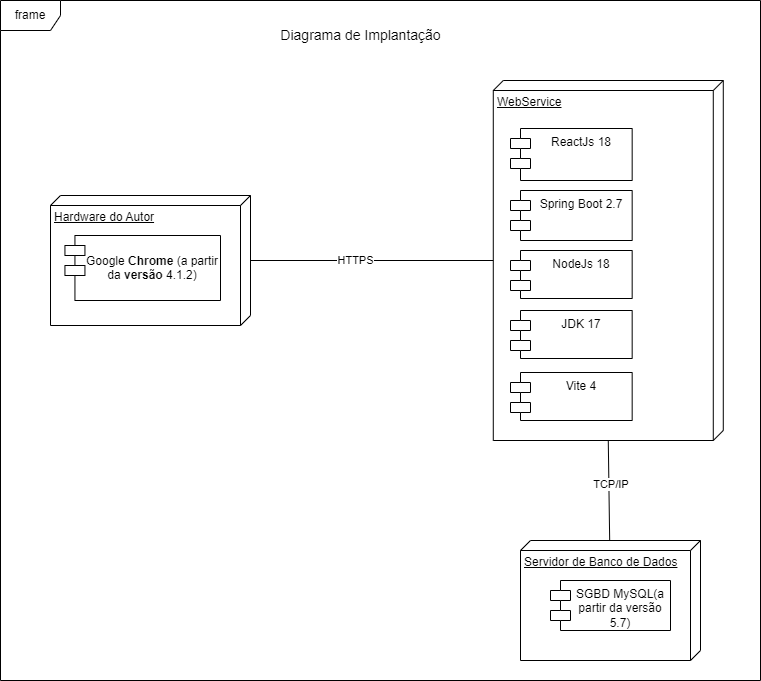 frame
Diagrama de Implantação
WebService
ReactJs 18
Spring Boot 2.7
NodeJs 18
JDK 17
Vite 4
Hardware do Autor
Google Chrome (a partir
da versão 4.1.2)
HTTPS
TCP/IP
Servidor de Banco de Dados
SGBD MySQL(a
partir da versão
5.7)